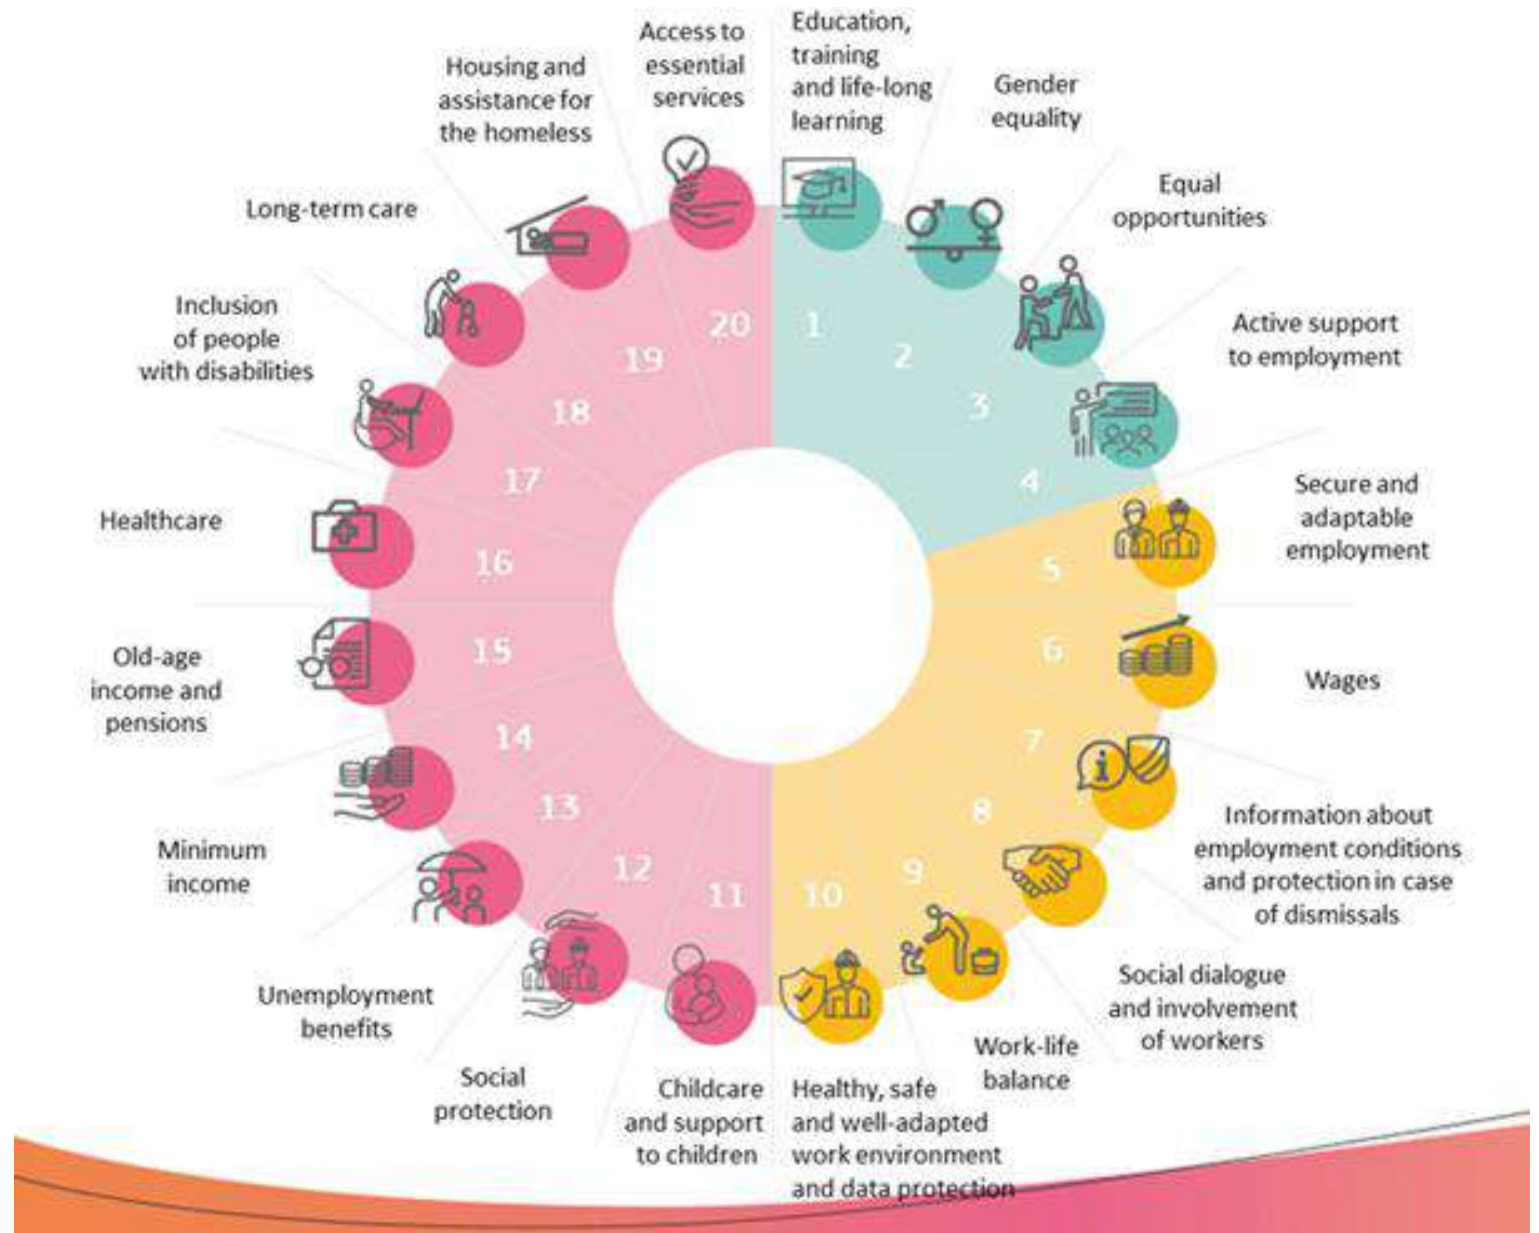 Education,
training
and life-long
learning
Gender
equality
Equal
opportunities
Active support
to employment
Secure and
adaptable
employment
Wages
Information about
employment conditions
and protection in case
of dismissals
Social dialogue
and involvement
of workers
Work-life
balance
Healthy, safe
and well-adapted
work environment
and data protection
Childcare
and support
to children
Social
protection
Unemployment
benefits
Minimum
income
Old-age
income and
pensions
Healthcare
Inclusion
of people
with disabilities
Long-term care
Housing and
assistance for
the homeless
Access to
essential
services
1
2
3
4
5
6
7
8
9
10
11
12
13
14
15
16
17
18
19
20
i